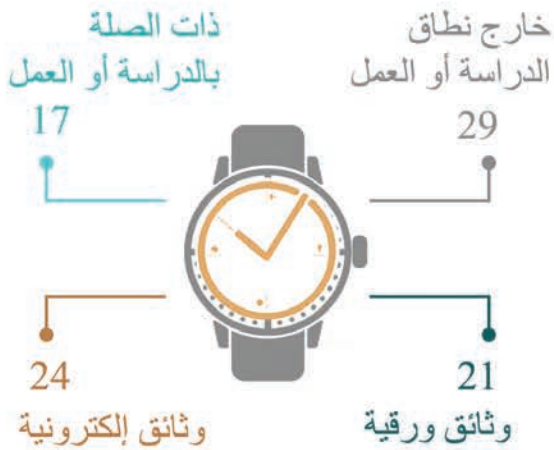 خارج نطاق
الدراسة أو العمل
29
ذات الصلة
بالدراسة أو العمل
17
21
وثائق ورقية
24
وثائق إلكترونية